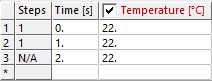 Steps Time [s] Temperature [°C]
1 1 0. 22.
2 1 1. 22.
3 N/A 2. 22.
*